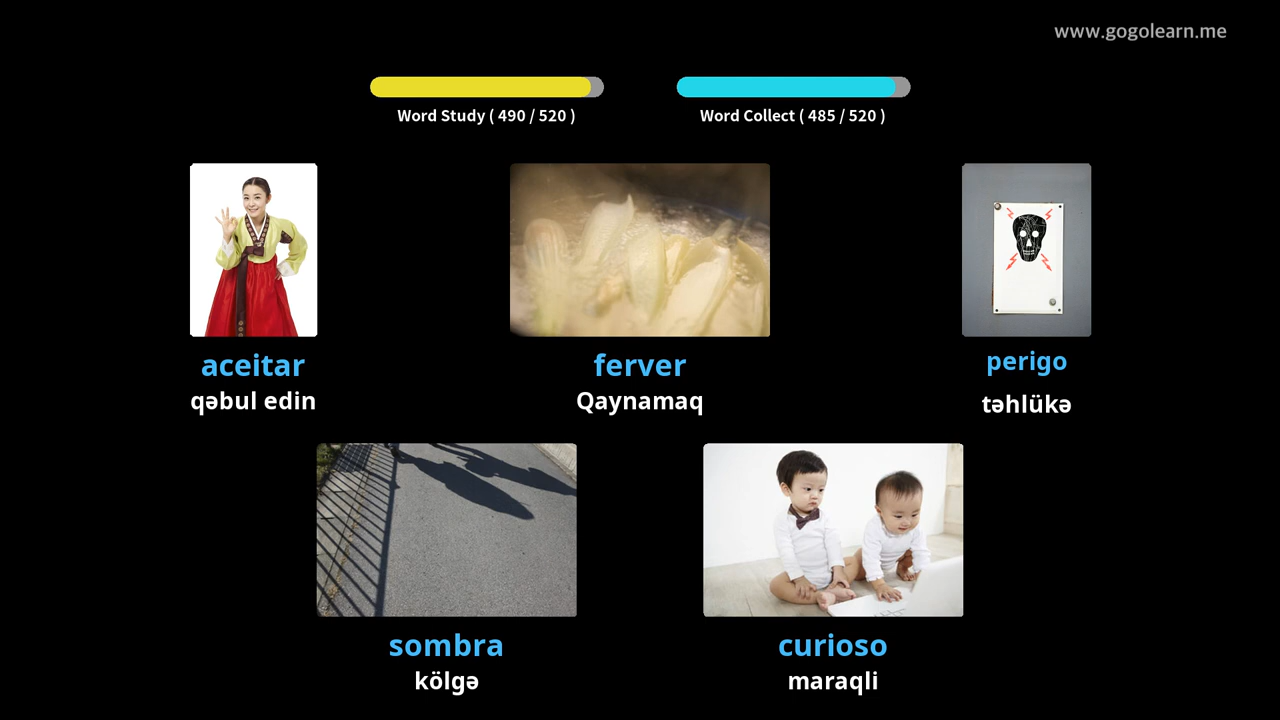 www.gogolearn.me
Word Study ( 490 / 520 )
Word Collect ( 485 / 520 )
aceitar
qəbul edin
ferver
Qaynamaq
perigo
təhlükə
sombra
kölgə
curioso
maraqli